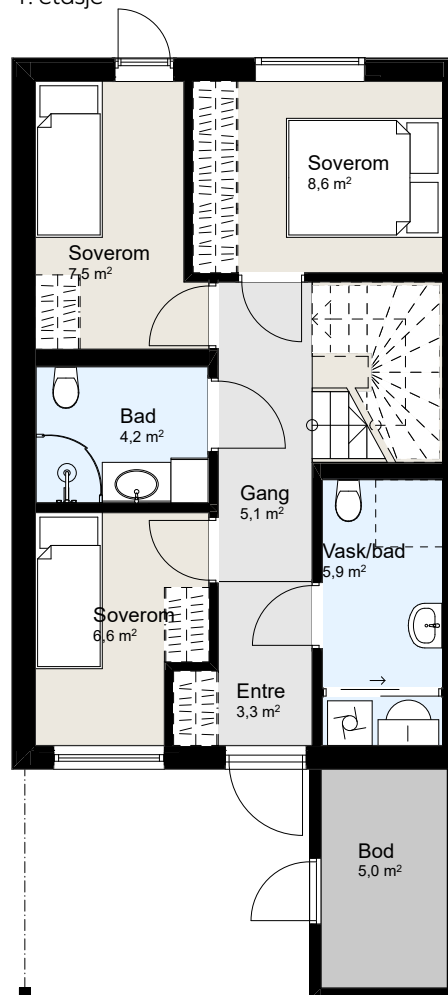 1. etasje
Soverom
8,6 m²
Soverom
7,5 m²
Bad
4,2 m²
Gang
5,1 m²
Vask/bad
5,9 m²
Soverom
6,6 m²
Entre
3,3 m²
Bod
5,0 m²